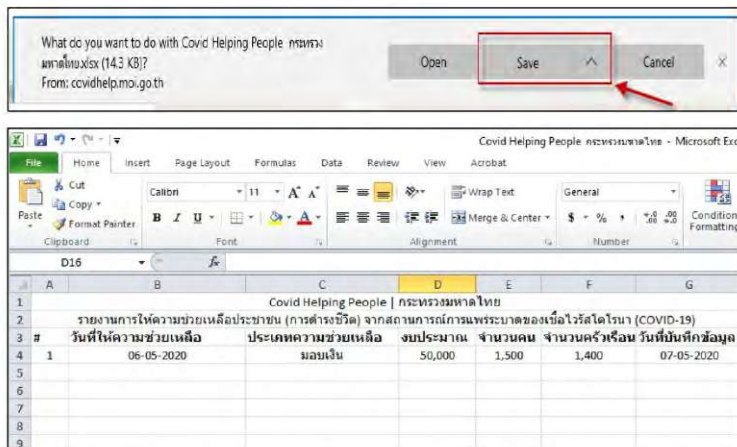 What do you want to do with Covid Helping People กระทรวง
มหาดไทย.xlsx (14.3 KB)?
From: covidhelp.moi.go.th
Open
Save
Cancel
Covid Helping People กระทรวงมหาดไทย - Microsoft Exc
File Home Insert Page Layout Formulas Data Review View Acrobat
Paste
Cut
Copy
Format Painter
Clipboard
Calibri 11
B I U
Font
Wrap Text
Merge & Center
Alignment
General
$ % ,
Number
Condition
Formatting
D16 fx
A B C D E F G
1 Covid Helping People | กระทรวงมหาดไทย
2 รายงานการให้ความช่วยเหลือประชาชน (การดำรงชีวิต) จากสถานการณ์การแพร่ระบาดของเชื้อไวรัสโคโรนา (COVID-19)
3 # วันที่ให้ความช่วยเหลือ ประเภทความช่วยเหลือ งบประมาณ จำนวนคน จำนวนครัวเรือน วันที่บันทึกข้อมูล
4 1 06-05-2020 มอบเงิน 50,000 1,500 1,400 07-05-2020
5
6
7
8
9